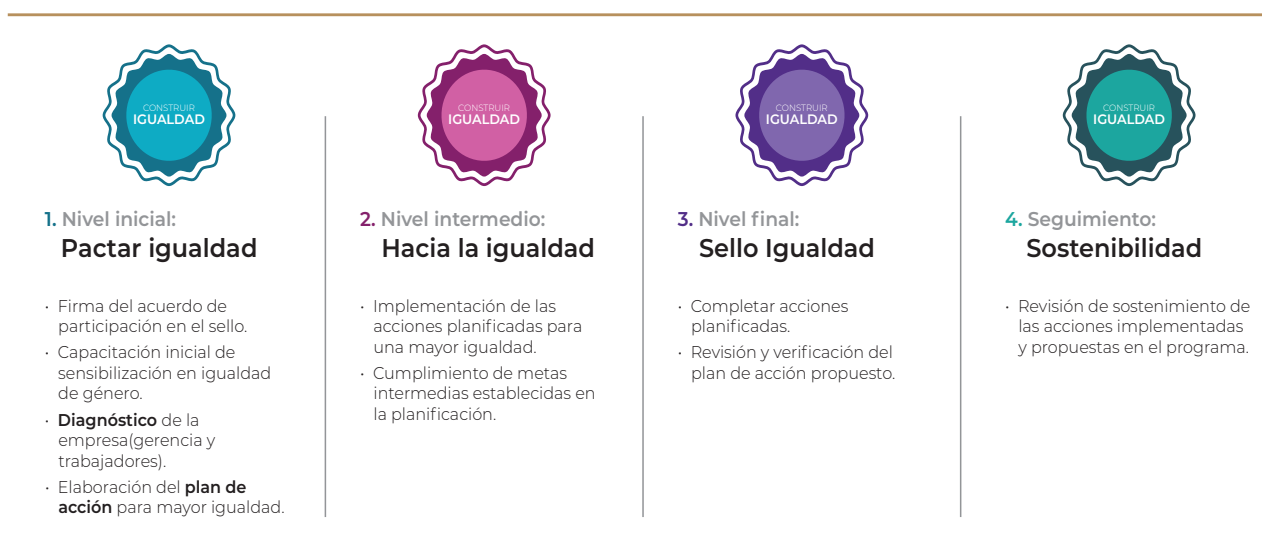 CONSTRUIR
IGUALDAD
1. Nivel inicial:
Pactar igualdad
· Firma del acuerdo de
participación en el sello.
· Capacitación inicial de
sensibilización en igualdad
de género.
· Diagnóstico de la
empresa(gerencia y
trabajadores).
· Elaboración del plan de
acción para mayor igualdad.
CONSTRUIR
IGUALDAD
2. Nivel intermedio:
Hacia la igualdad
· Implementación de las
acciones planificadas para
una mayor igualdad.
· Cumplimiento de metas
intermedias establecidas en
la planificación.
CONSTRUIR
IGUALDAD
3. Nivel final:
Sello Igualdad
· Completar acciones
planificadas.
· Revisión y verificación del
plan de acción propuesto.
CONSTRUIR
IGUALDAD
4. Seguimiento:
Sostenibilidad
· Revisión de sostenimiento de
las acciones implementadas
y propuestas en el programa.